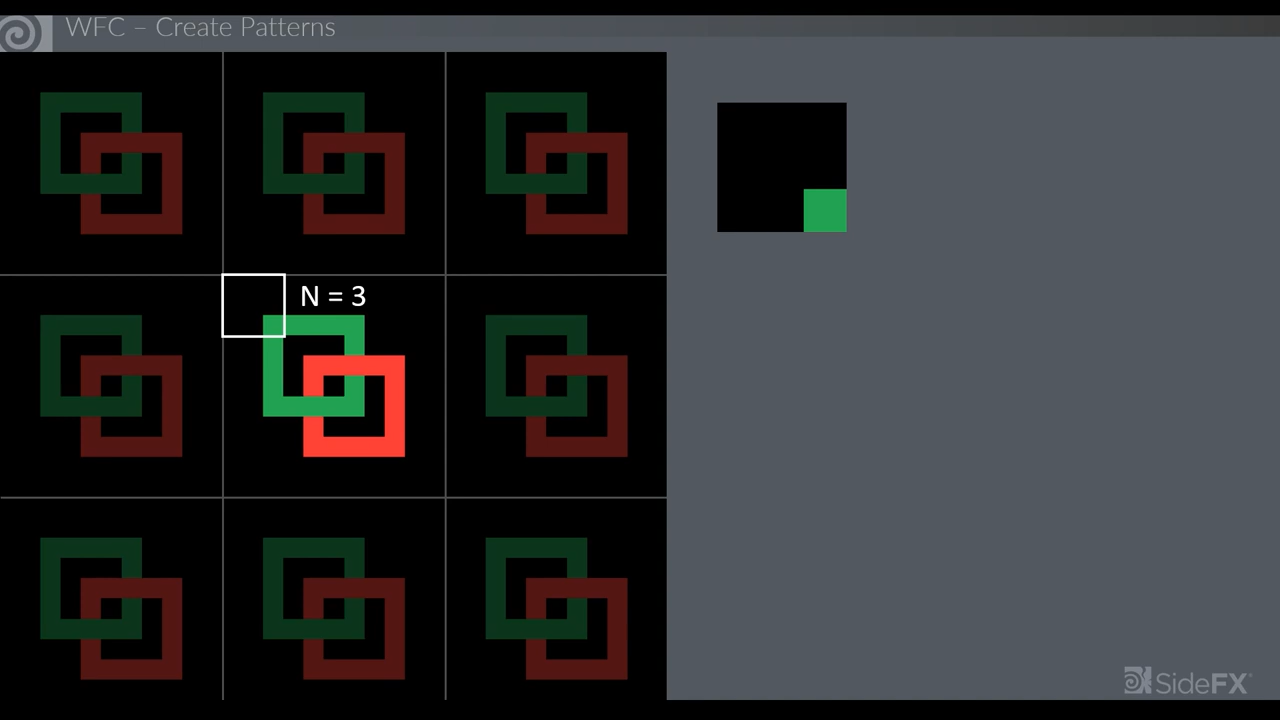 WFC – Create Patterns
N = 3
SideFX